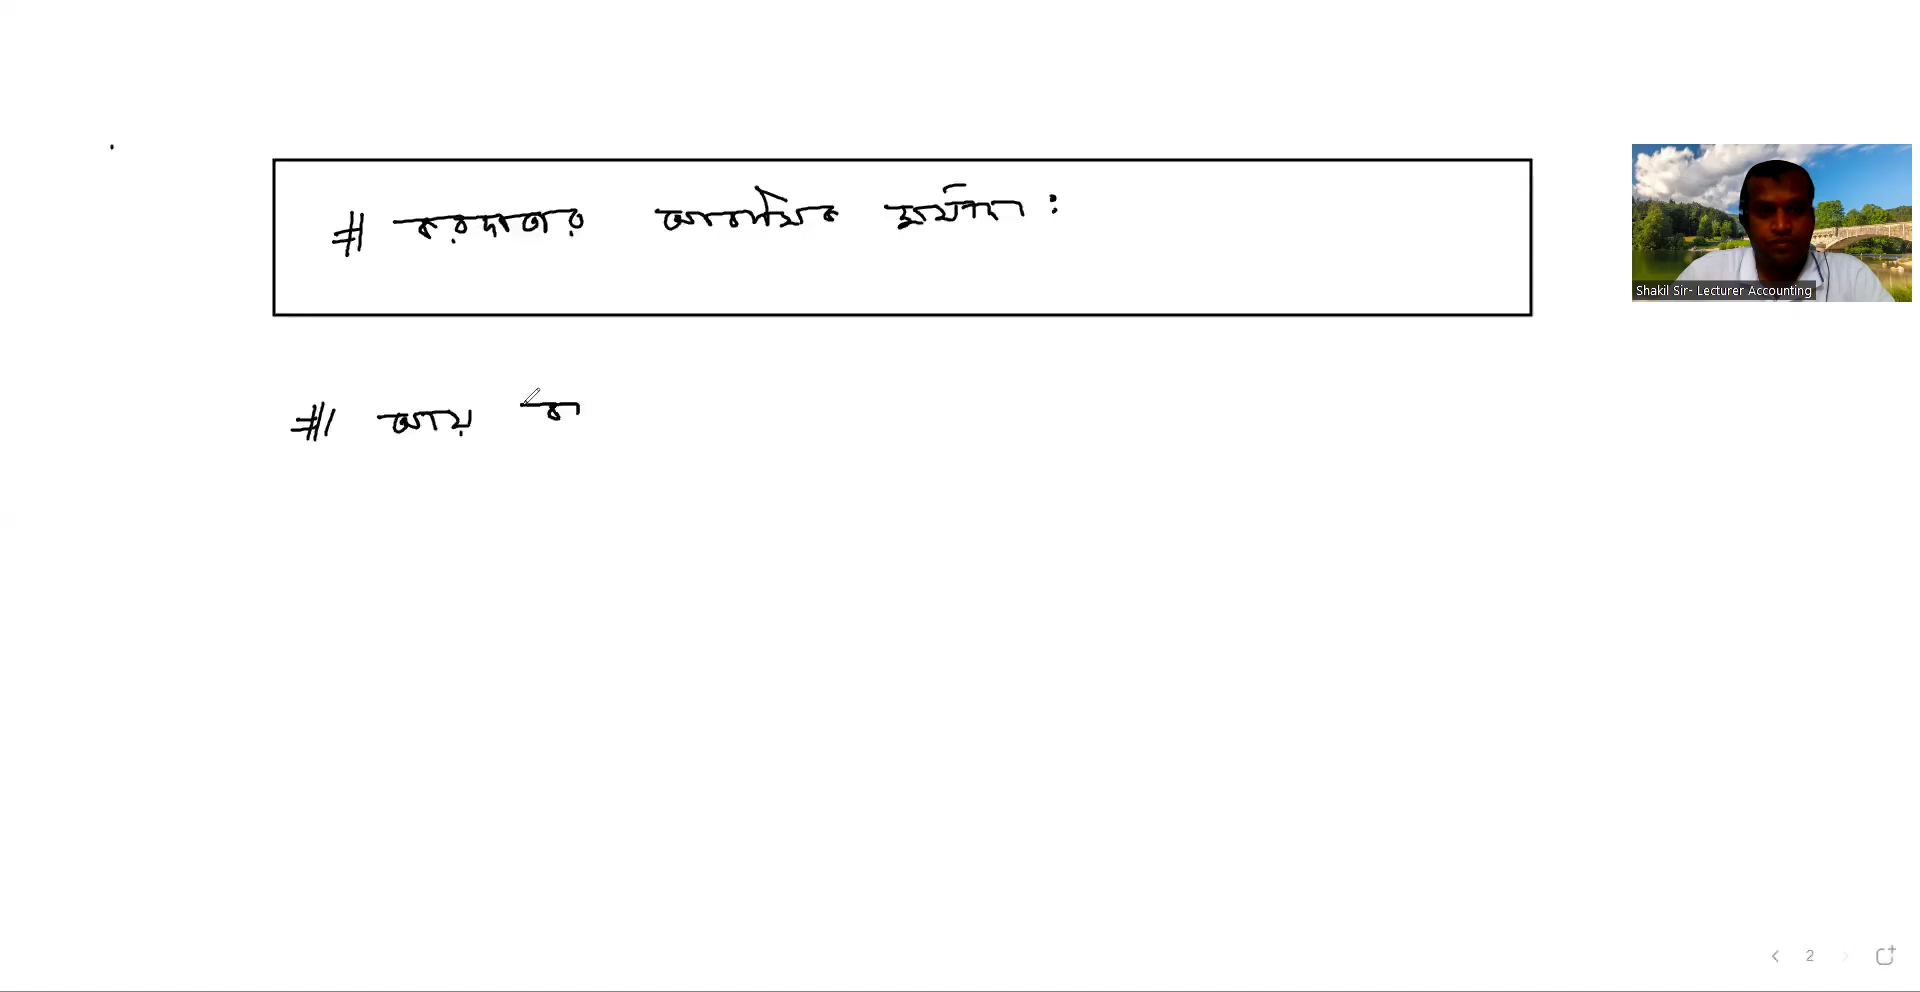 # করদাতার আবাসিক মর্যাদা :
Shakil Sir- Lecturer Accounting
# আয় ক
2